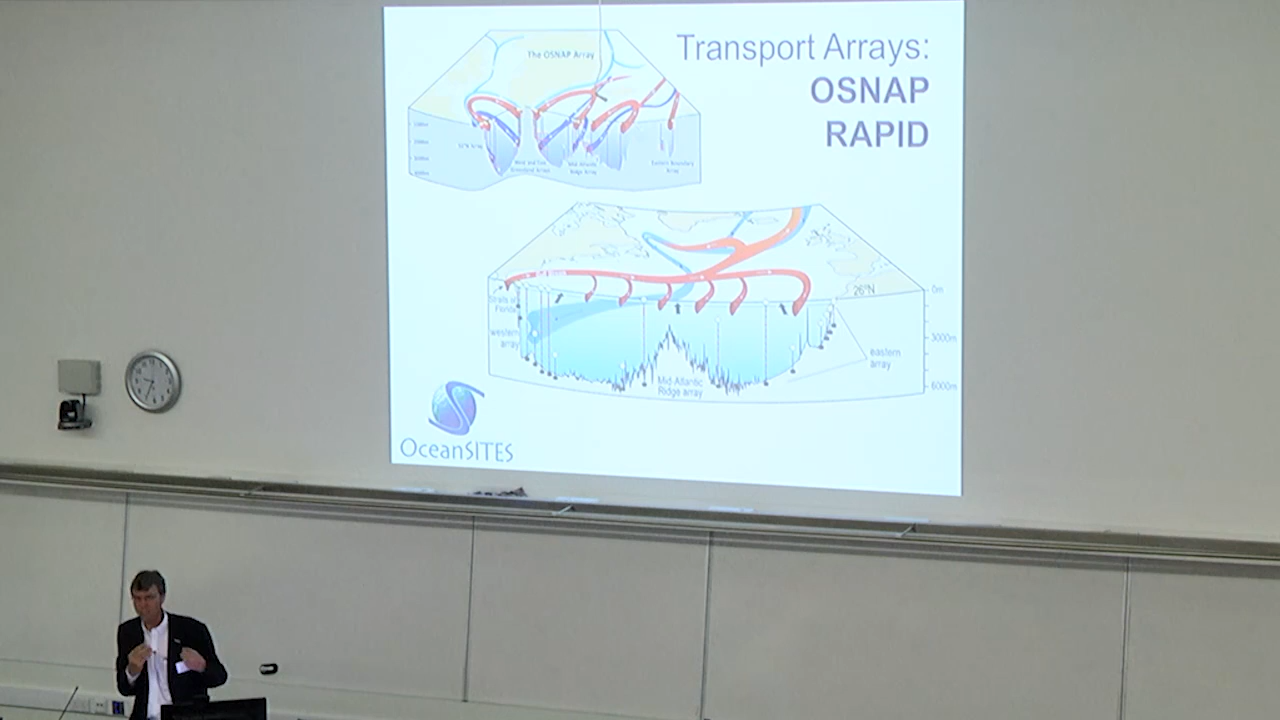 Transport Arrays:
OSNAP
RAPID
The OSNAP Array
Eastern Boundary
Array
Mid Atlantic
Ridge Array
26°N
0m
Straits of
Florida
western
array
3000m
eastern
array
Mid Atlantic
Ridge array
6000m
OceanSITES